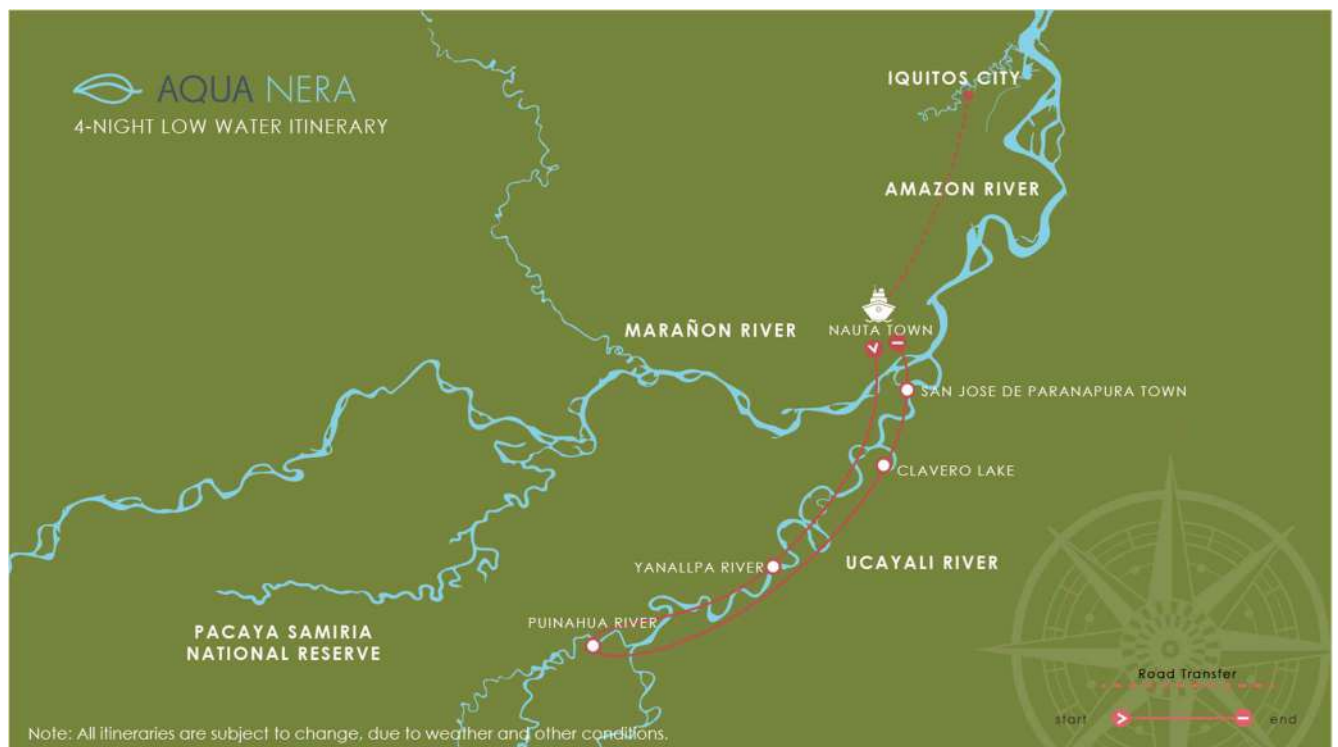 AQUA NERA
4-NIGHT LOW WATER ITINERARY
IQUITOS CITY
AMAZON RIVER
MARAÑON RIVER
NAUTA TOWN
SAN JOSE DE PARANAPURA TOWN
CLAVERO LAKE
YANALLPA RIVER
UCAYALI RIVER
PUINAHUA RIVER
PACAYA SAMIRIA
NATIONAL RESERVE
Road Transfer
start
end
Note: All itineraries are subject to change, due to weather and other conditions.